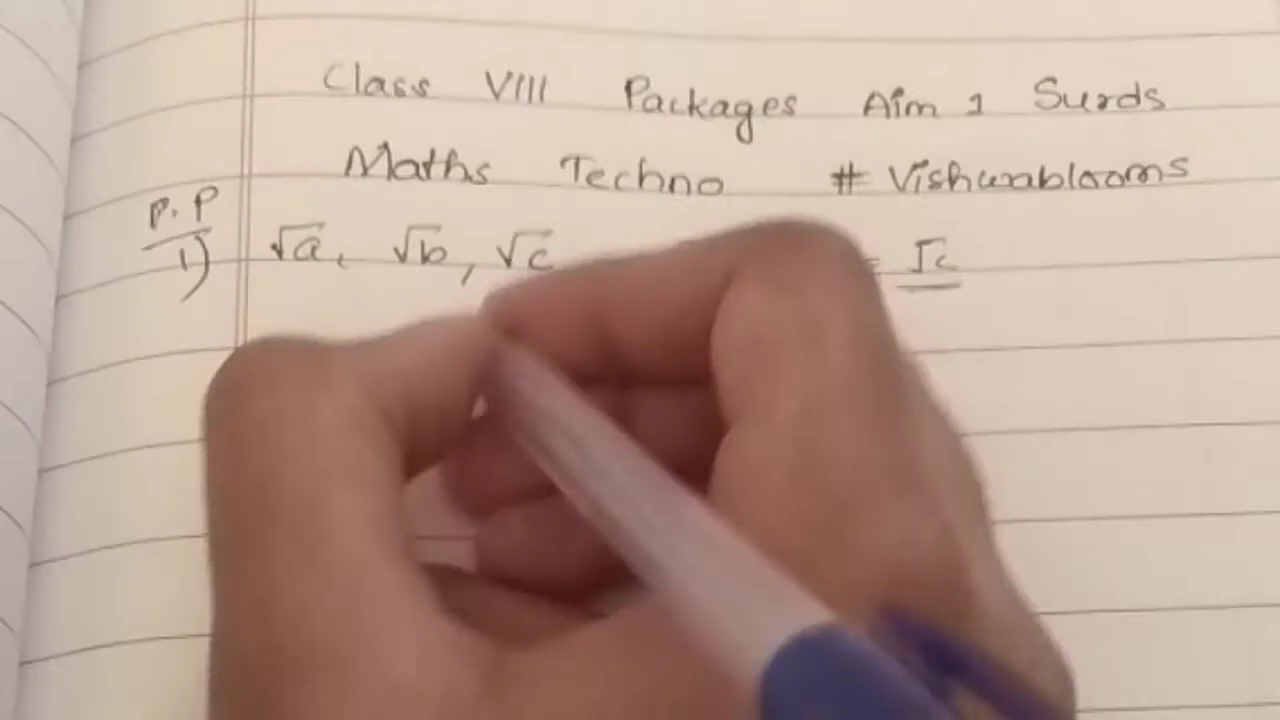 Class VIII Packages Aim 1 Surds
Maths Techno # Vishwablooms
P.P
1) √a, √b, √c = √c